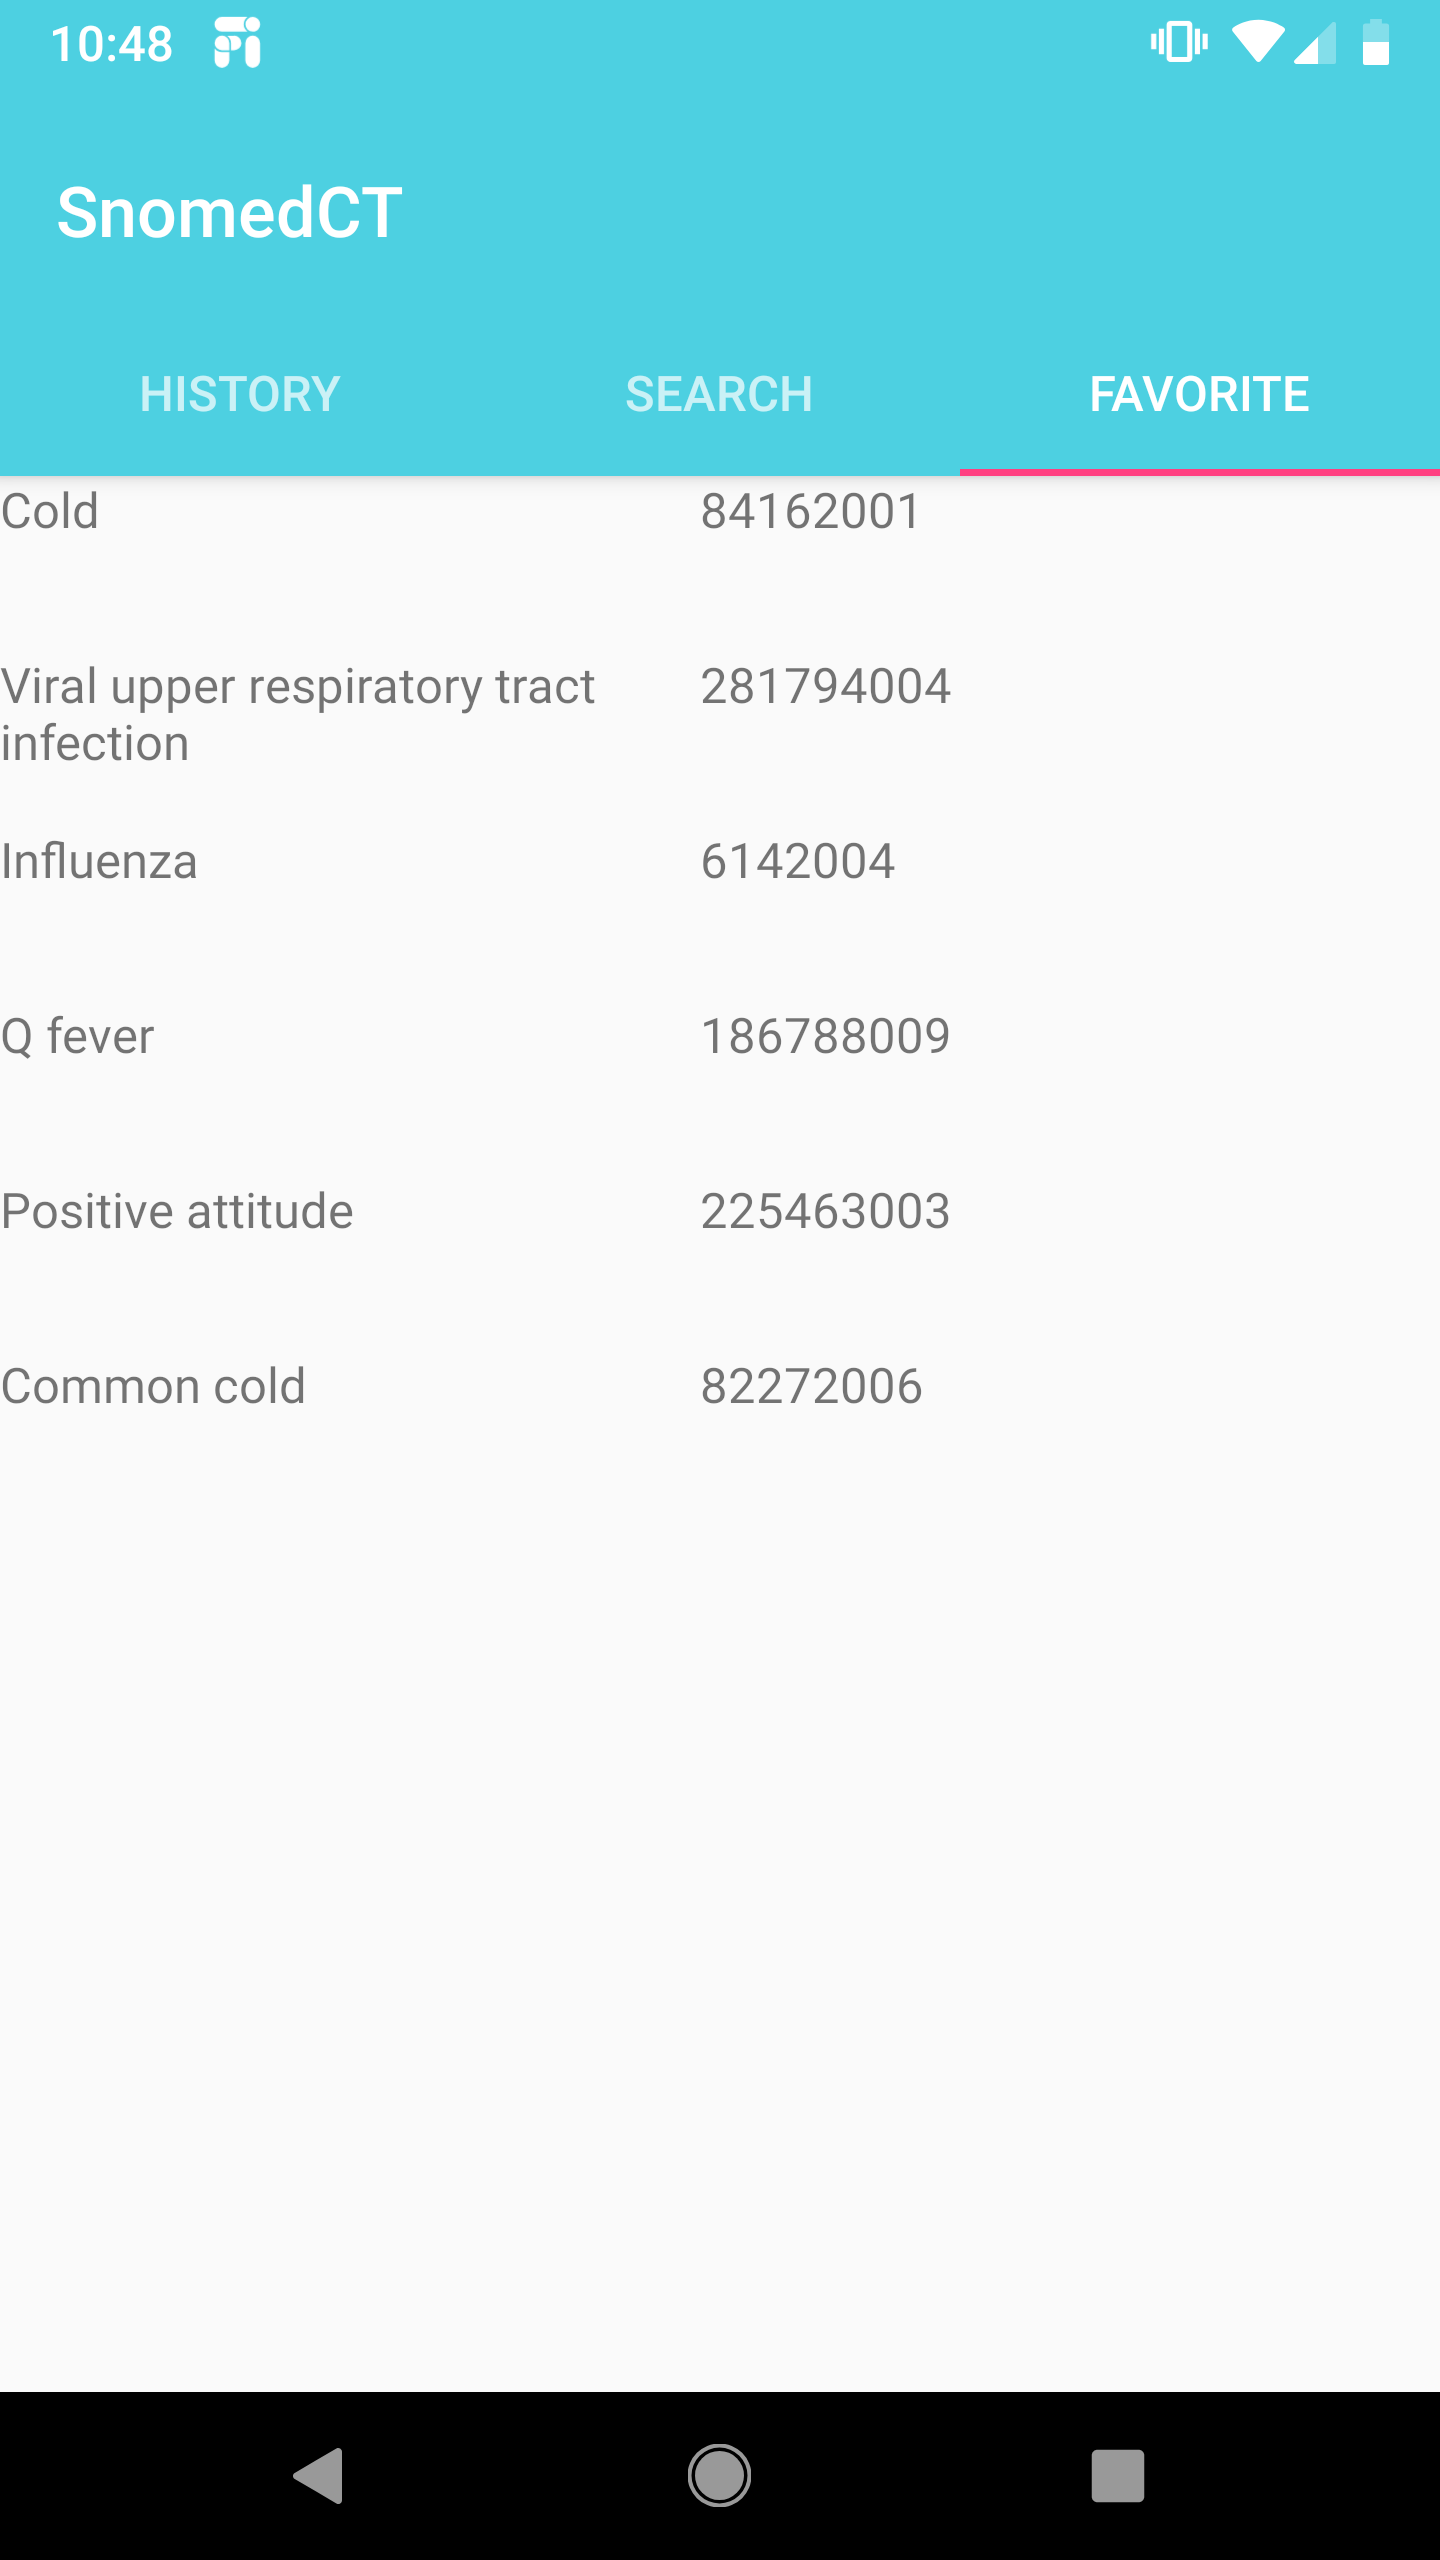 10:48
SnomedCT
HISTORY SEARCH FAVORITE
Cold 84162001
Viral upper respiratory tract 281794004
infection
Influenza 6142004
Q fever 186788009
Positive attitude 225463003
Common cold 82272006